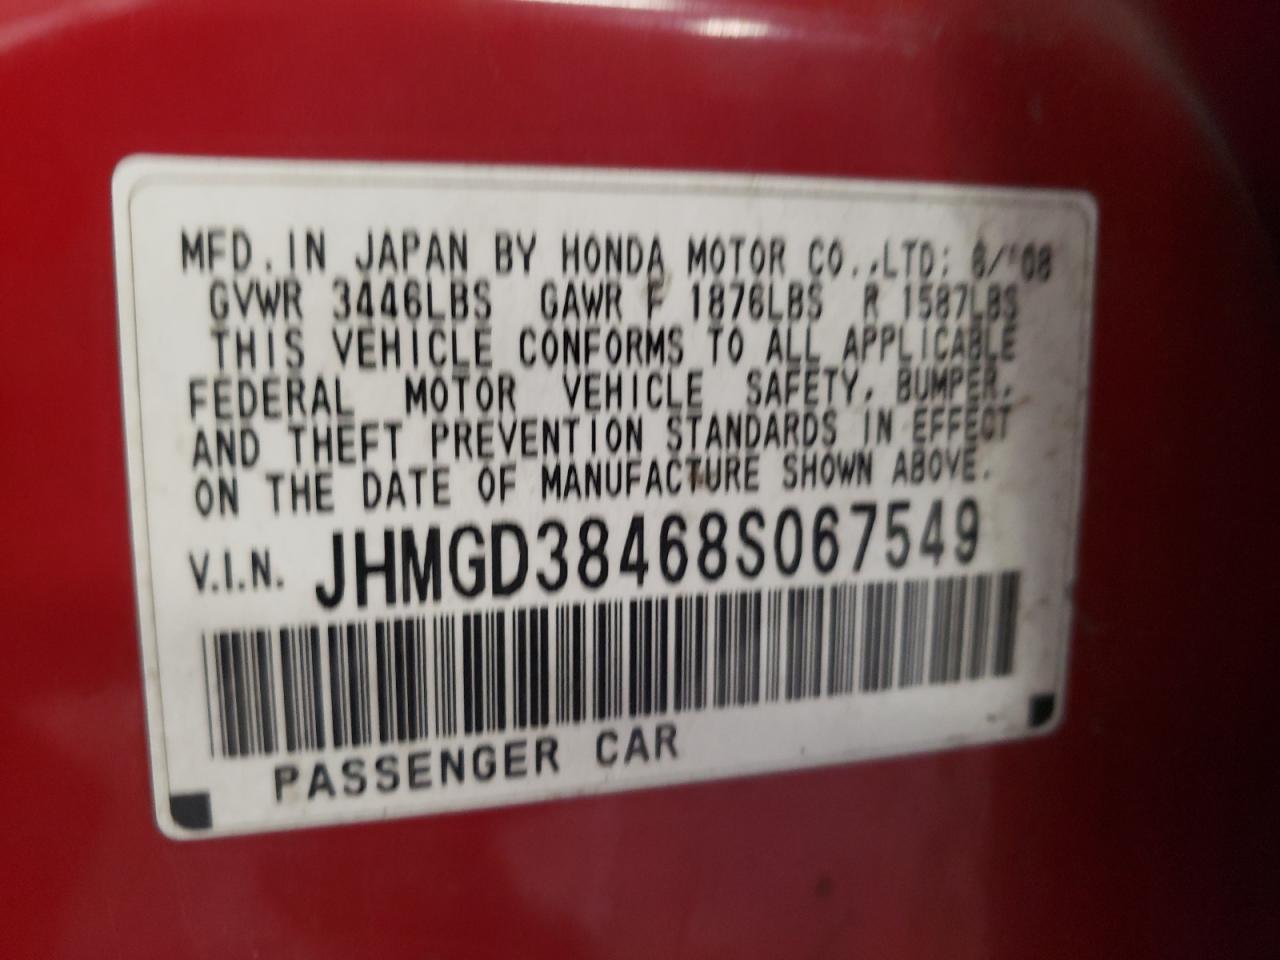 MFD. IN JAPAN BY HONDA MOTOR CO.,LTD:
GVWR 3446LBS GAWR F 1876LBS R 1587LBS
THIS VEHICLE CONFORMS TO ALL APPLICABLE
FEDERAL MOTOR VEHICLE SAFETY, BUMPER,
AND THEFT PREVENTION STANDARDS IN EFFECT
ON THE DATE OF MANUFACTURE SHOWN ABOVE.
V.I.N. JHMGD38468S067549
PASSENGER CAR